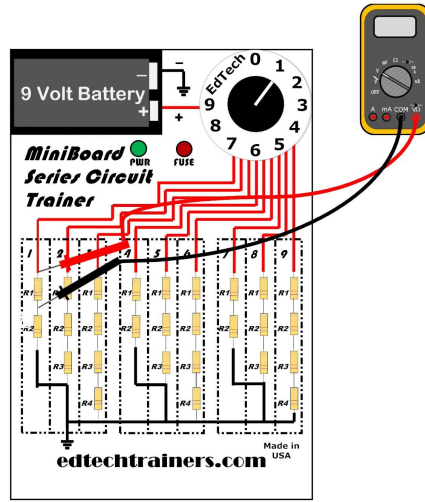 9 Volt Battery
− +
− +
EdTech
0 1 2 3 4 5 6 7 8 9
MiniBoard
Series Circuit
Trainer
PWR
FUSE
OFF
A mA COM VΩ
1 2 3 4 5 6 7 8 9
R1 R1 R1 R1 R1 R1 R1 R1
R2 R2 R2 R2 R2 R2 R2 R2 R2
R3 R3 R3 R3 R3 R3
R4 R4 R4
Made in
USA
edtechtrainers.com